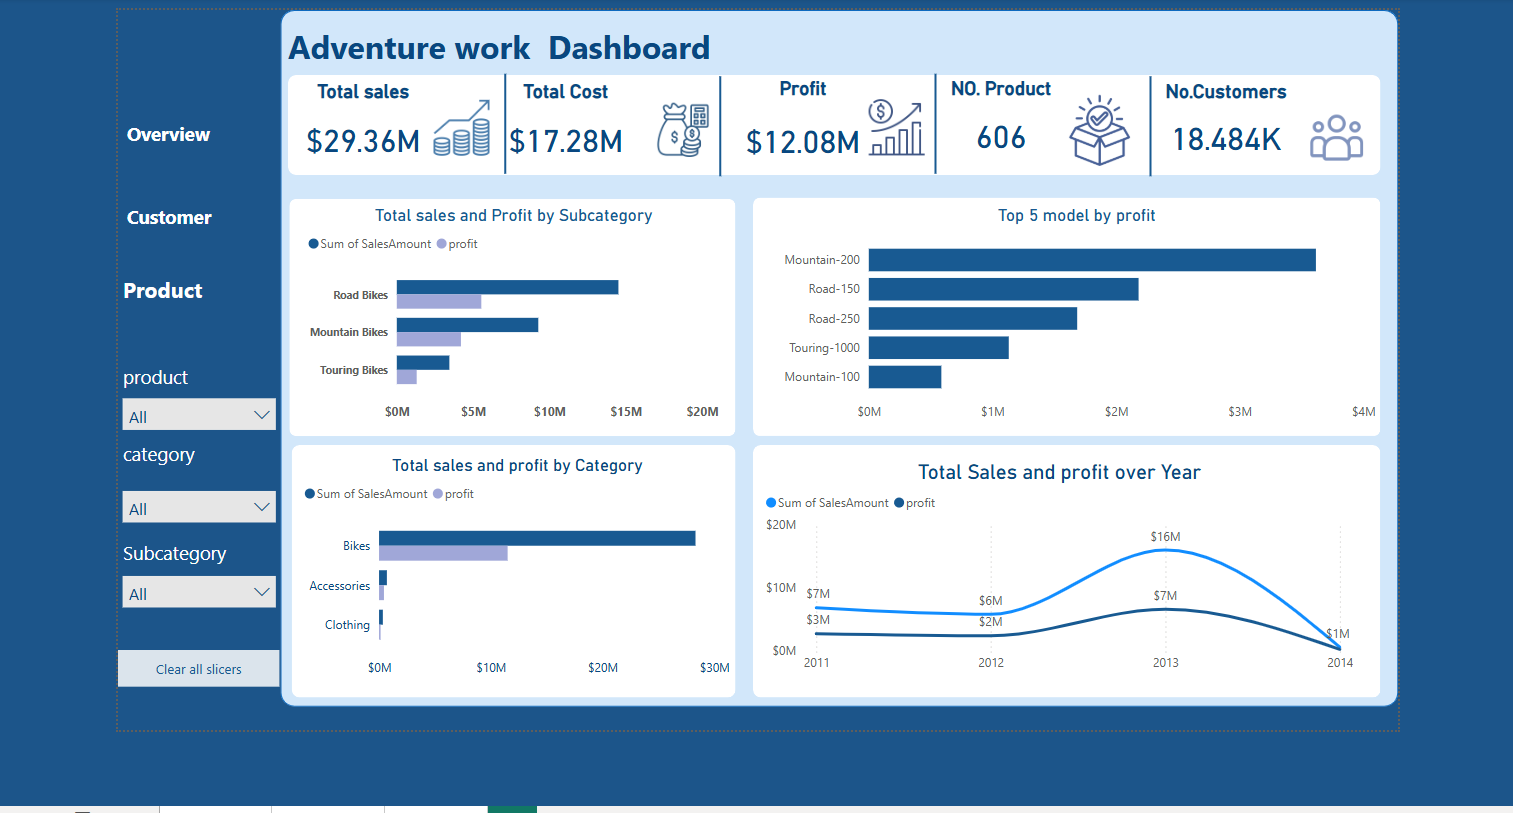 Adventure work Dashboard
Total sales
$29.36M
Total Cost
$17.28M
Profit
$12.08M
NO. Product
606
No.Customers
18.484K
Overview
Customer
Product
product
All
category
All
Subcategory
All
Clear all slicers
Total sales and Profit by Subcategory
Sum of SalesAmount profit
Road Bikes
Mountain Bikes
Touring Bikes
$0M $5M $10M $15M $20M
Top 5 model by profit
Mountain-200
Road-150
Road-250
Touring-1000
Mountain-100
$0M $1M $2M $3M $4M
Total sales and profit by Category
Sum of SalesAmount profit
Bikes
Accessories
Clothing
$0M $10M $20M $30M
Total Sales and profit over Year
Sum of SalesAmount profit
$20M
$10M
$0M
$7M
$6M
$16M
$1M
$3M
$2M
$7M
2011 2012 2013 2014